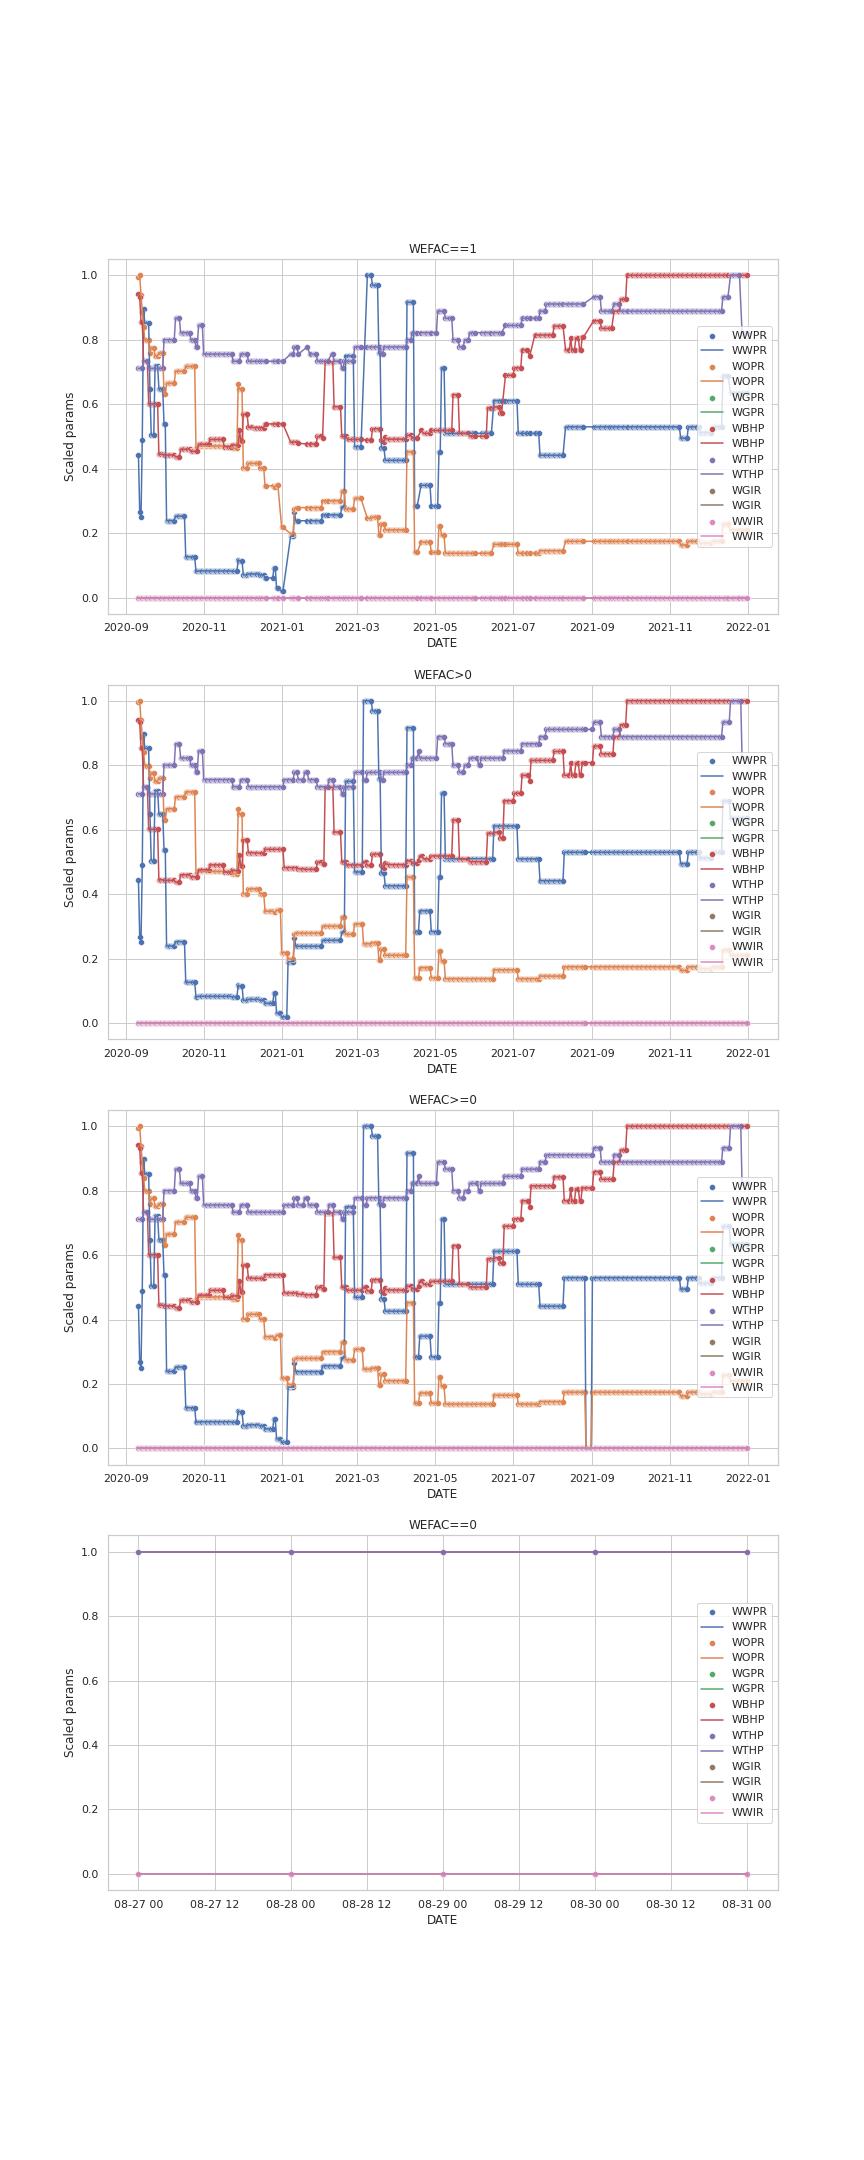 WEFAC==1
1.0
0.8
0.6
0.4
0.2
0.0
Scaled params
WWPR
WWPR
WOPR
WOPR
WGPR
WGPR
WBHP
WBHP
WTHP
WTHP
WGIR
WGIR
WWIR
WWIR
2020-09 2020-11 2021-01 2021-03 2021-05 2021-07 2021-09 2021-11 2022-01
DATE
WEFAC>0
1.0
0.8
0.6
0.4
0.2
0.0
Scaled params
WWPR
WWPR
WOPR
WOPR
WGPR
WGPR
WBHP
WBHP
WTHP
WTHP
WGIR
WGIR
WWIR
WWIR
2020-09 2020-11 2021-01 2021-03 2021-05 2021-07 2021-09 2021-11 2022-01
DATE
WEFAC>=0
1.0
0.8
0.6
0.4
0.2
0.0
Scaled params
WWPR
WWPR
WOPR
WOPR
WGPR
WGPR
WBHP
WBHP
WTHP
WTHP
WGIR
WGIR
WWIR
WWIR
2020-09 2020-11 2021-01 2021-03 2021-05 2021-07 2021-09 2021-11 2022-01
DATE
WEFAC==0
1.0
0.8
0.6
0.4
0.2
0.0
Scaled params
WWPR
WWPR
WOPR
WOPR
WGPR
WGPR
WBHP
WBHP
WTHP
WTHP
WGIR
WGIR
WWIR
WWIR
08-27 00 08-27 12 08-28 00 08-28 12 08-29 00 08-29 12 08-30 00 08-30 12 08-31 00
DATE